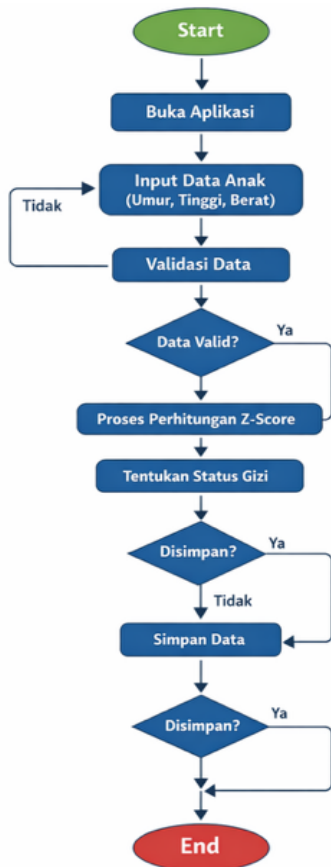 Start
Buka Aplikasi
Input Data Anak
(Umur, Tinggi, Berat)
Tidak
Validasi Data
Data Valid?
Ya
Proses Perhitungan Z-Score
Tentukan Status Gizi
Disimpan?
Ya
Tidak
Simpan Data
Disimpan?
Ya
End